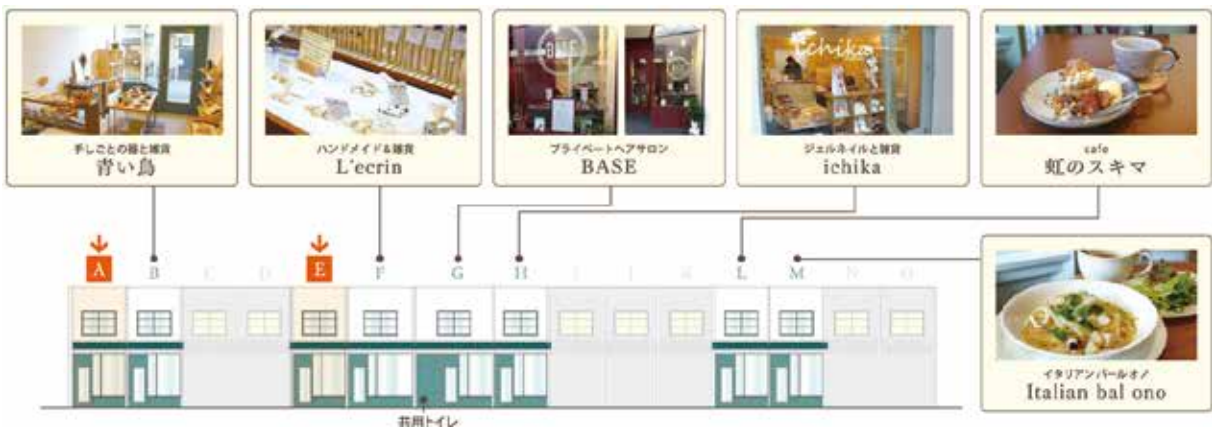 手しごとの器と雑貨
青い鳥
ハンドメイド&雑貨
L'ecrin
BASE
プライベートヘアサロン
BASE
ichika
ジェルネイルと雑貨
ichika
cafe
虹のスキマ
A
B
C
D
E
F
G
H
I
J
K
L
M
N
O
イタリアンバールオノ
Italian bal ono
共用トイレ